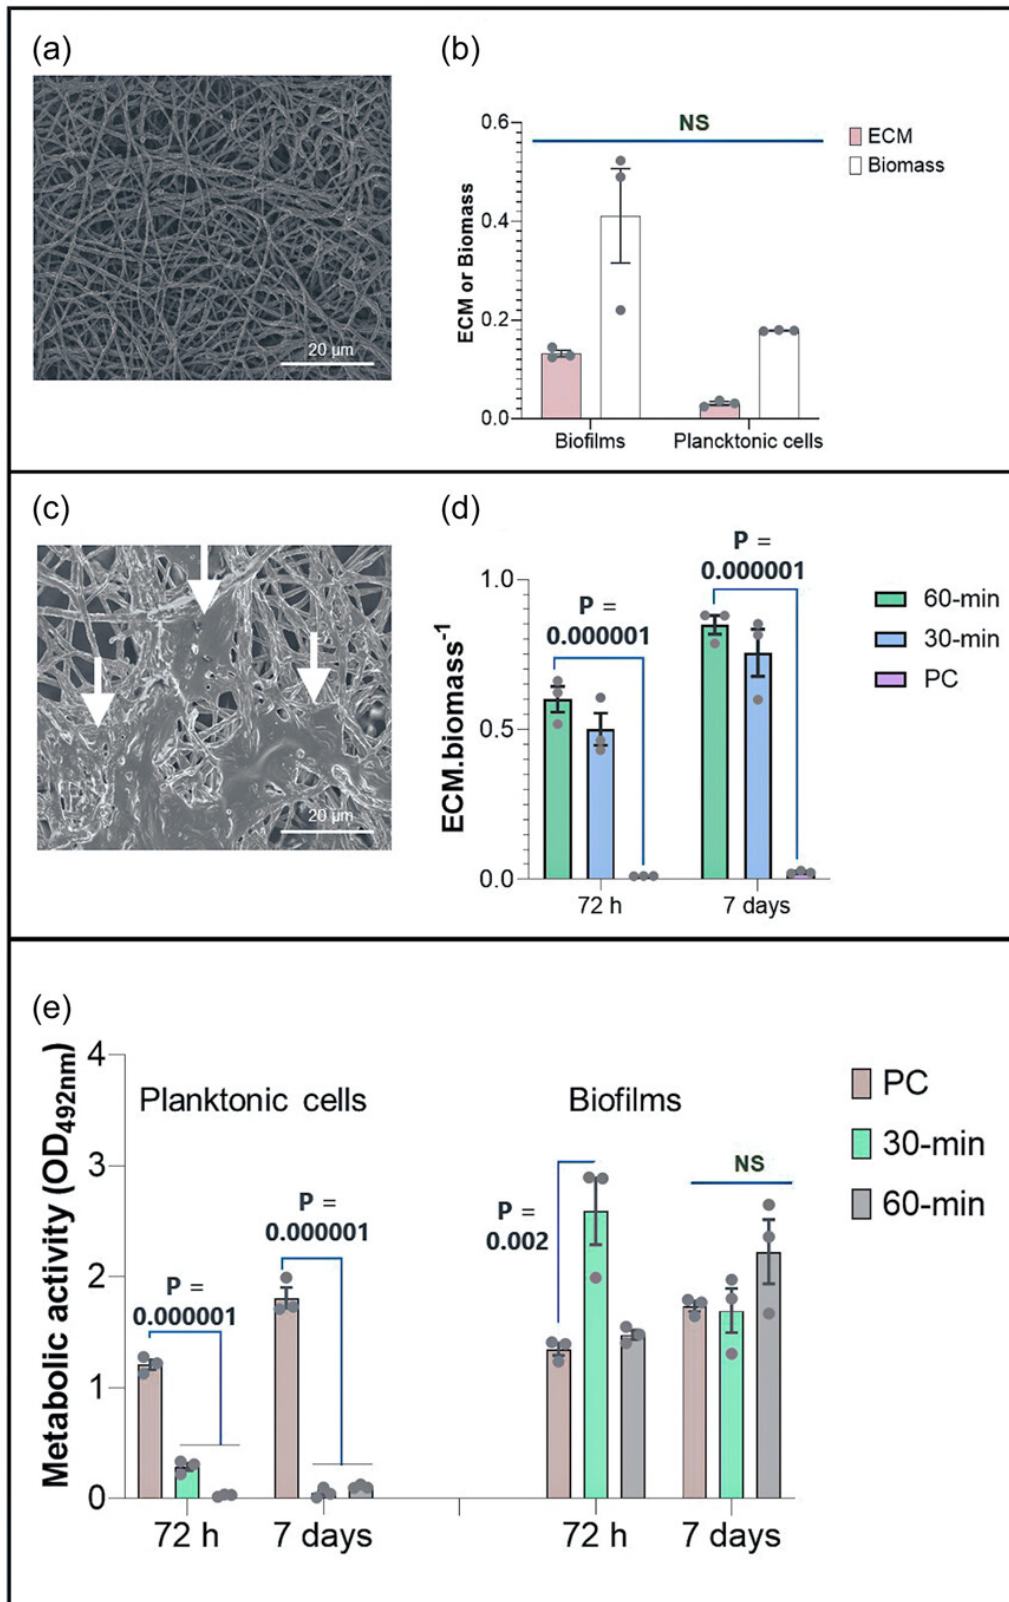 (a)
20 µm
(b)
ECM or Biomass
0.6
0.4
0.2
0.0
NS
ECM
Biomass
Biofilms
Plancktonic cells
(c)
20 µm
(d)
ECM.biomass-1
1.0
0.5
0.0
P =
0.000001
P =
0.000001
72 h
7 days
60-min
30-min
PC
(e)
Metabolic activity (OD492nm)
4
3
2
1
0
Planktonic cells
Biofilms
P =
0.000001
P =
0.000001
P =
0.002
NS
72 h
7 days
72 h
7 days
PC
30-min
60-min